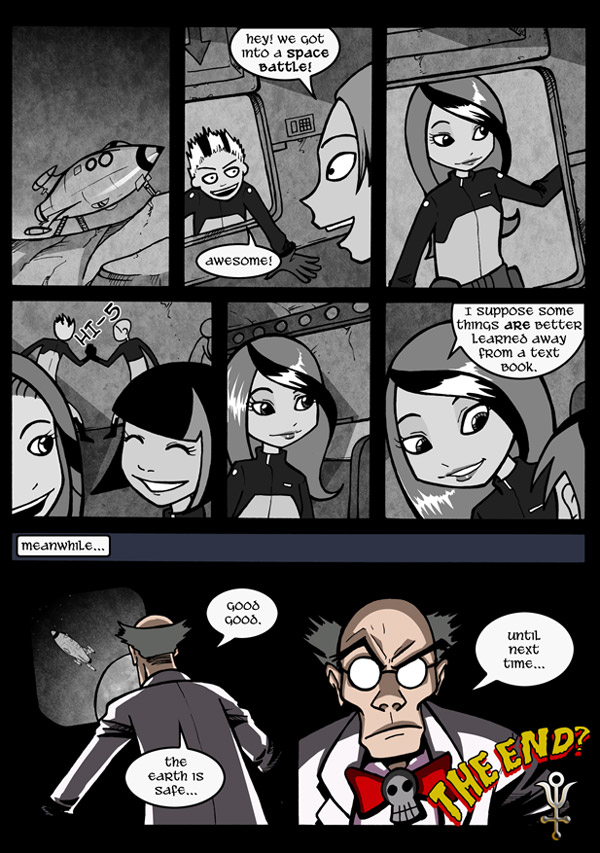 hey! we got
into a space
battle!
awesome!
HI-5
I suppose some
things are better
learned away
from a text
book.
meanwhile...
good
good.
the
earth is
safe...
until
next
time...
THE END?